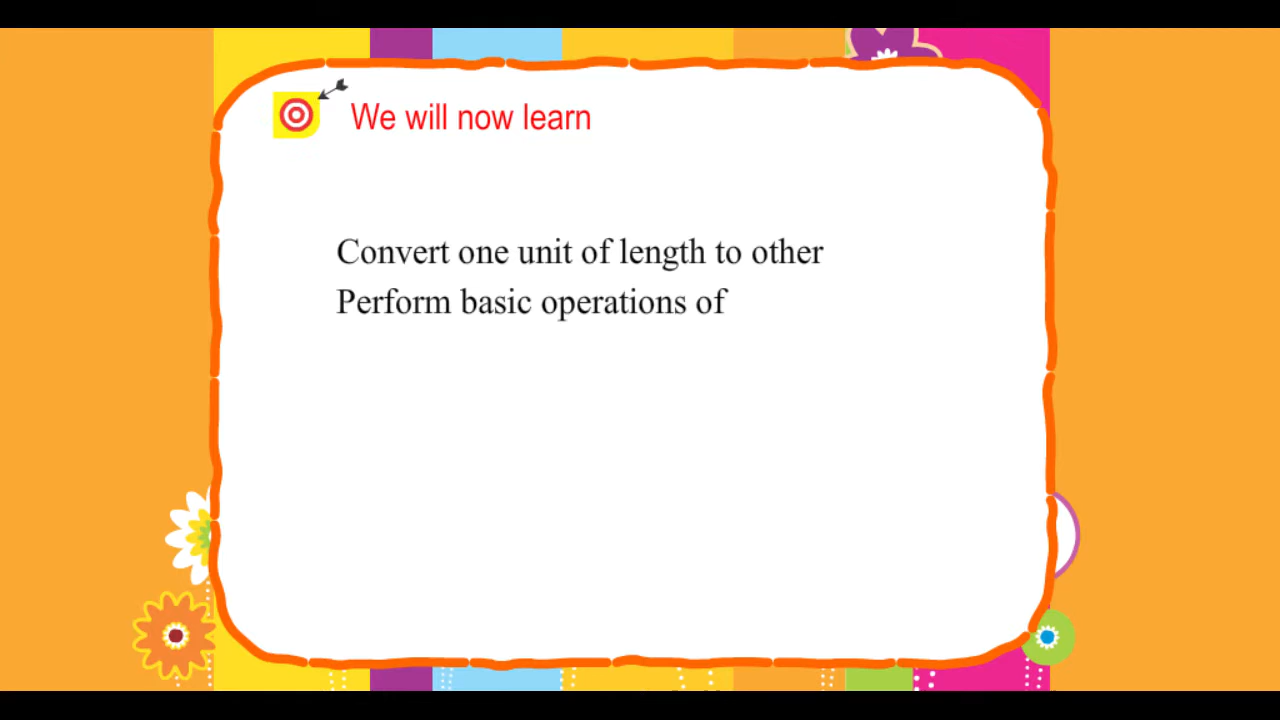 We will now learn
Convert one unit of length to other
Perform basic operations of